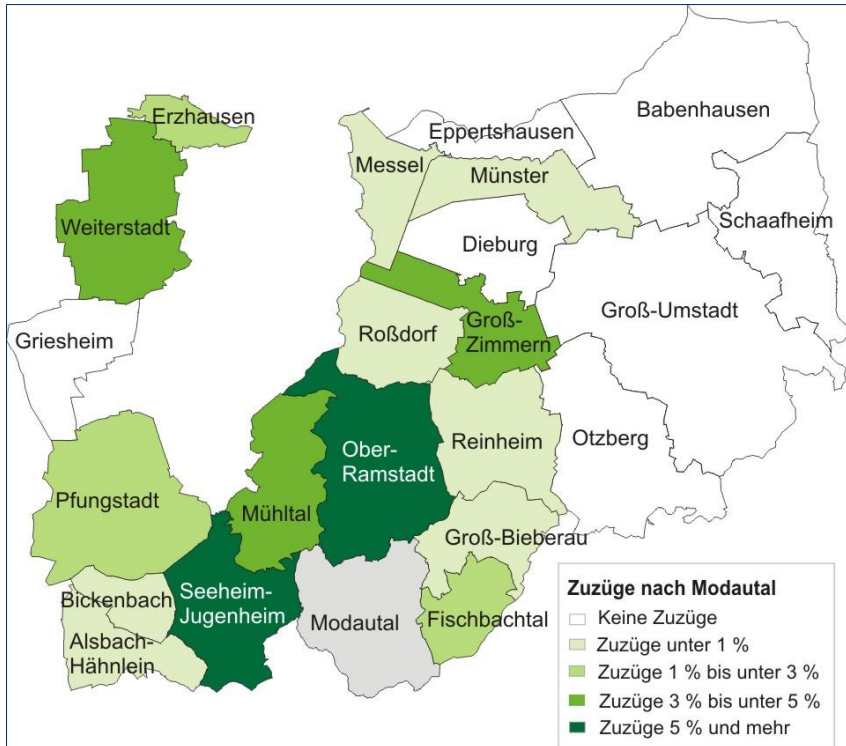 Erzhausen
Babenhausen
Eppertshausen
Messel
Münster
Schaafheim
Weiterstadt
Dieburg
Groß-Umstadt
Griesheim
Roßdorf
Groß-
Zimmern
Ober-
Ramstadt
Reinheim
Otzberg
Pfungstadt
Mühltal
Groß-Bieberau
Bickenbach
Seeheim-
Jugenheim
Modautal
Fischbachtal
Alsbach-
Hähnlein
Zuzüge nach Modautal
Keine Zuzüge
Zuzüge unter 1 %
Zuzüge 1 % bis unter 3 %
Zuzüge 3 % bis unter 5 %
Zuzüge 5 % und mehr